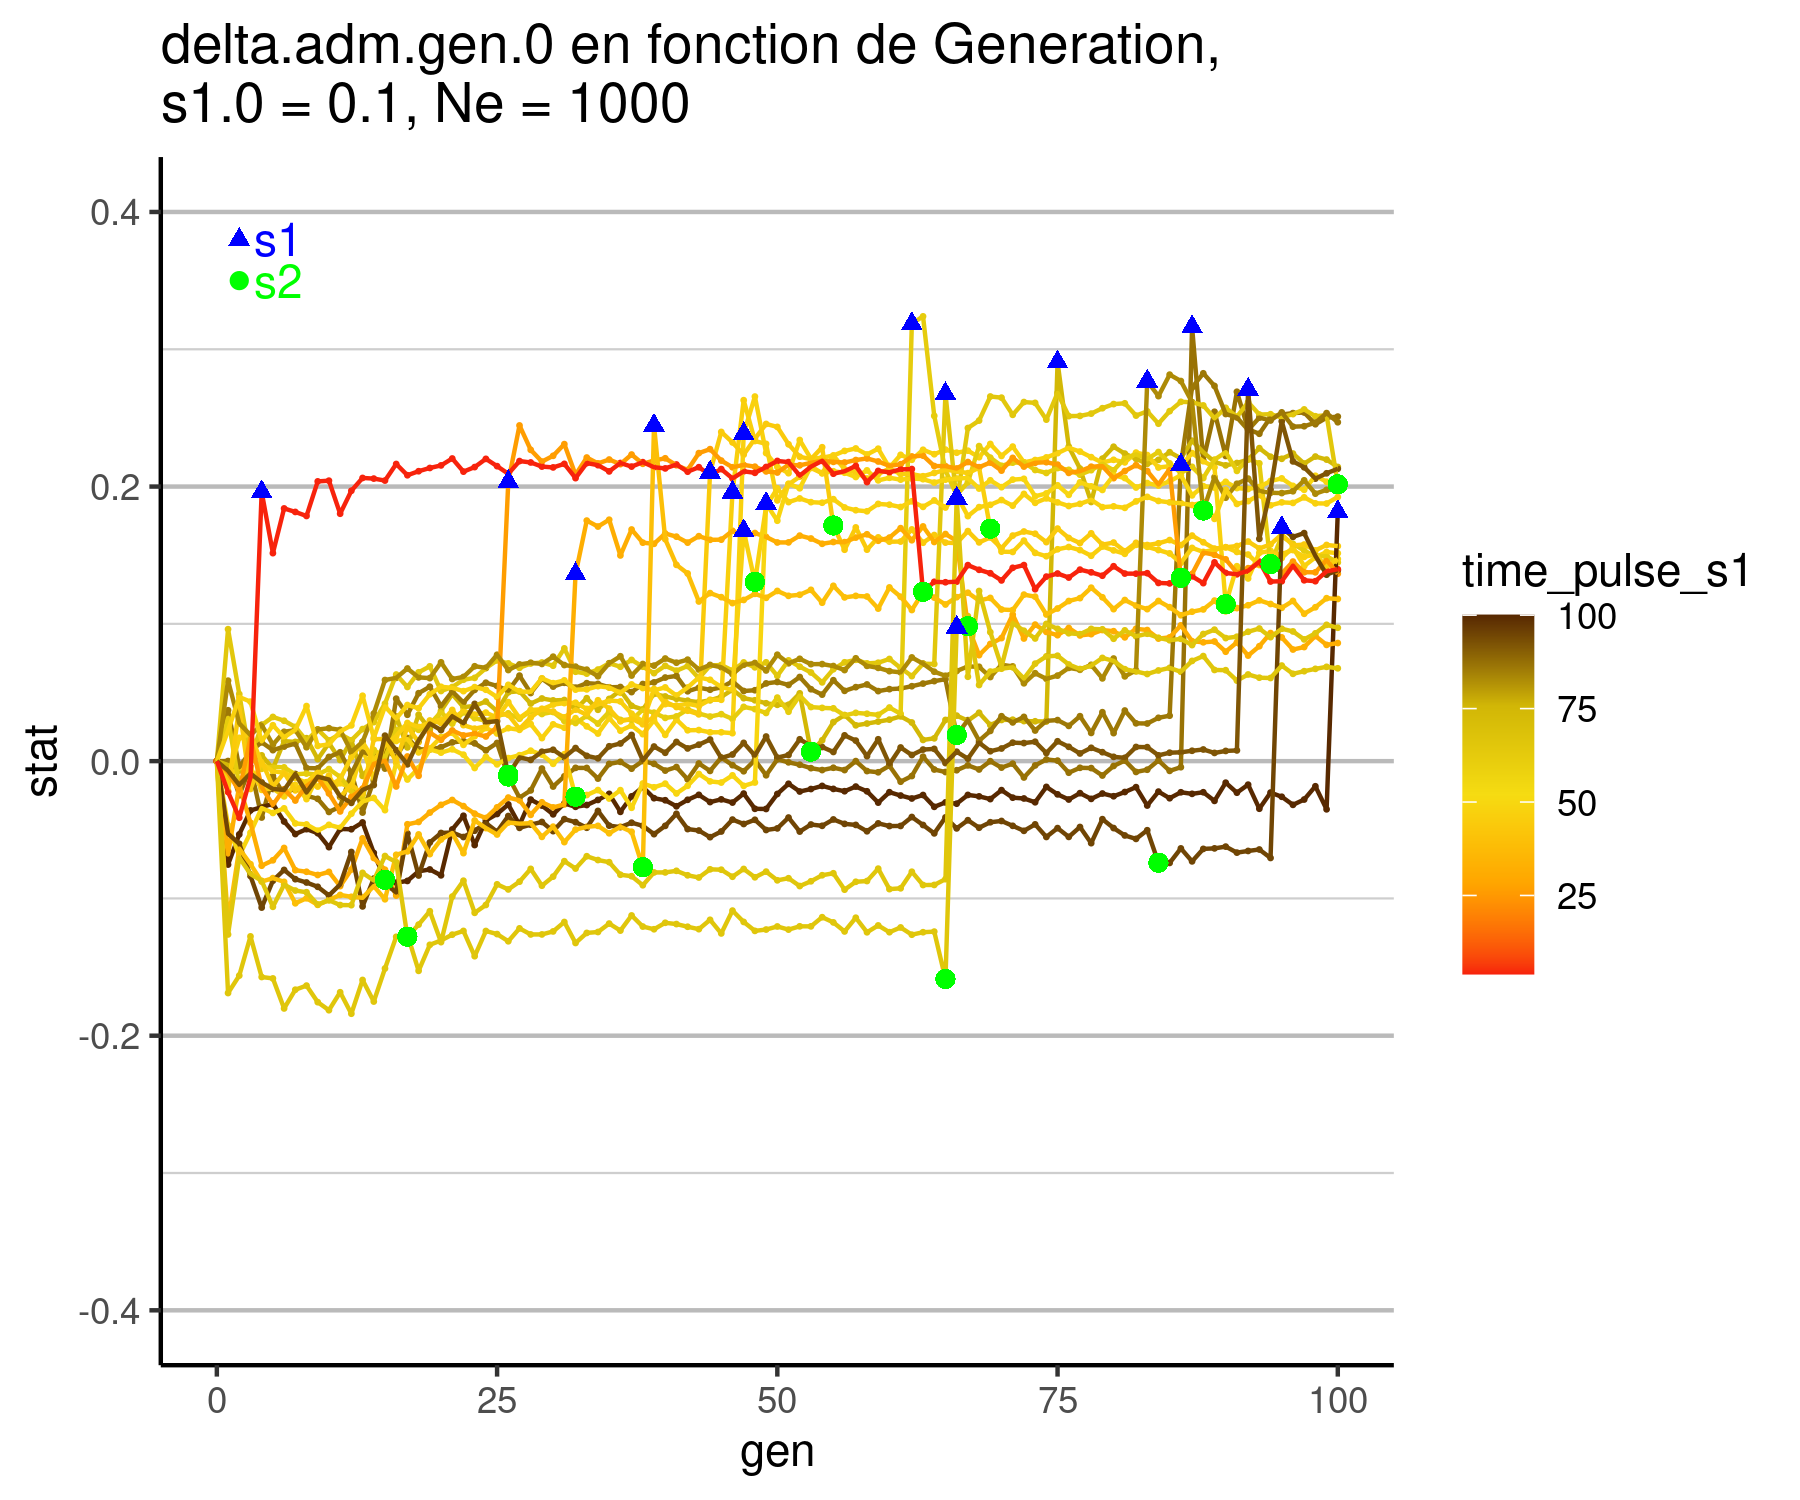 delta.adm.gen.0 en fonction de Generation,
s1.0 = 0.1, Ne = 1000
0.4
0.2
0.0
-0.2
-0.4
stat
s1
s2
0
25
50
75
100
gen
time_pulse_s1
100
75
50
25